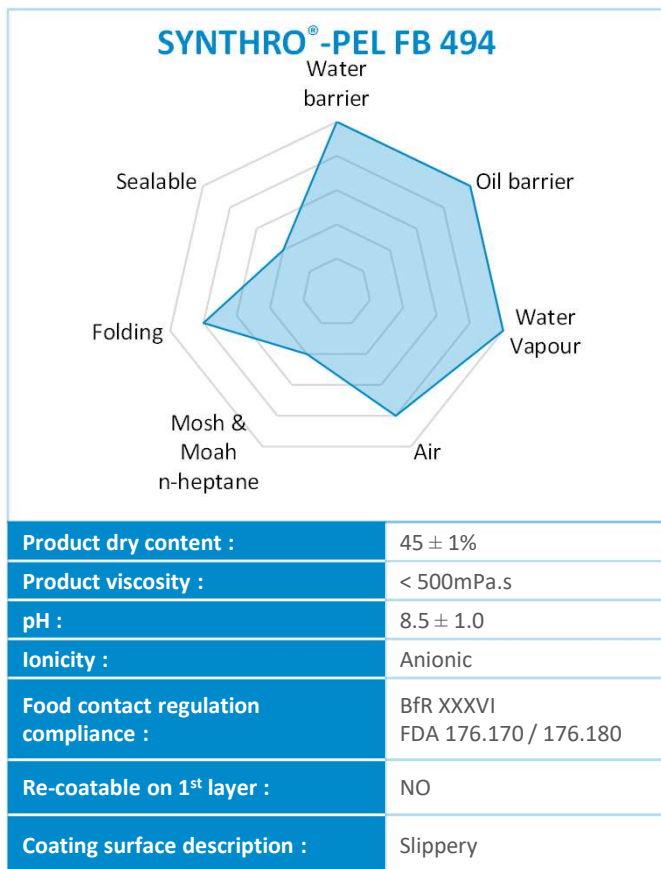 SYNTHRO®-PEL FB 494
Water
barrier
Sealable
Oil barrier
Folding
Water
Vapour
Mosh &
Moah
n-heptane
Air
Product dry content : 45 ± 1%
Product viscosity : < 500mPa.s
pH : 8.5 ± 1.0
Ionicity : Anionic
Food contact regulation
compliance :
BfR XXXVI
FDA 176.170 / 176.180
Re-coatable on 1st layer : NO
Coating surface description : Slippery